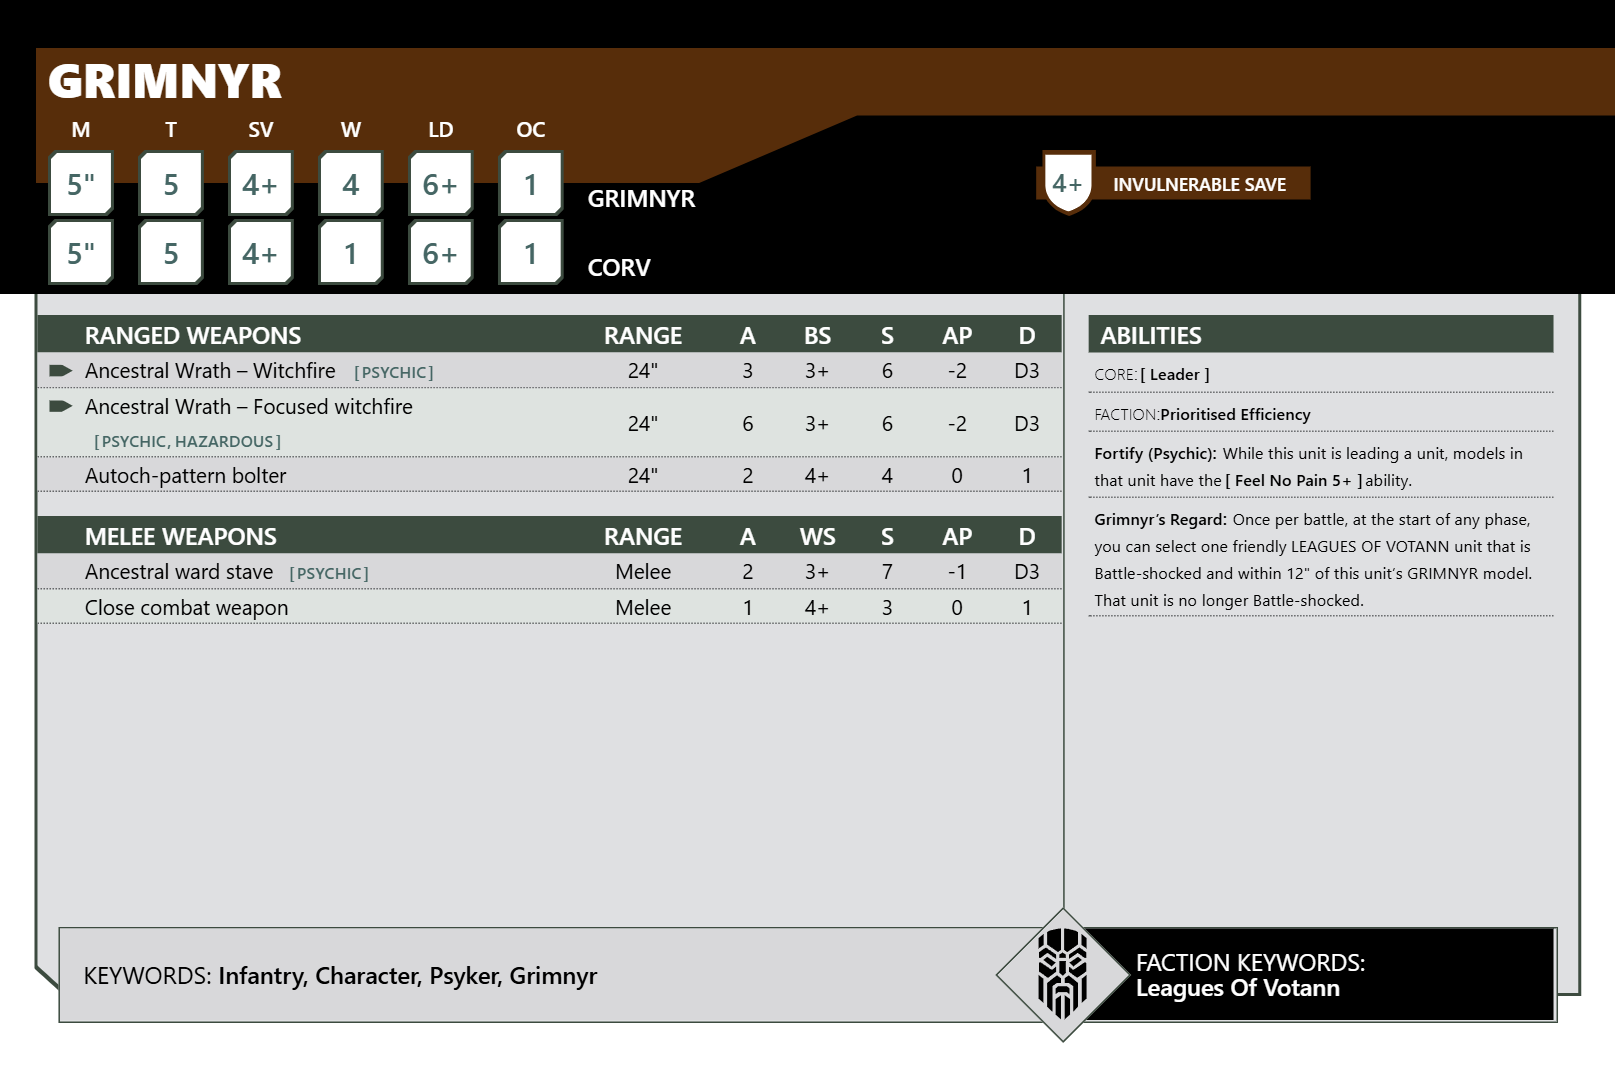 GRIMNYR
M T SV W LD OC
5" 5 4+ 4 6+ 1 GRIMNYR
4+ INVULNERABLE SAVE
5" 5 4+ 1 6+ 1 CORV
RANGED WEAPONS RANGE A BS S AP D
Ancestral Wrath – Witchfire [PSYCHIC] 24" 3 3+ 6 -2 D3
Ancestral Wrath – Focused witchfire
[PSYCHIC, HAZARDOUS] 24" 6 3+ 6 -2 D3
Autoch-pattern bolter 24" 2 4+ 4 0 1
MELEE WEAPONS RANGE A WS S AP D
Ancestral ward stave [PSYCHIC] Melee 2 3+ 7 -1 D3
Close combat weapon Melee 1 4+ 3 0 1
ABILITIES
CORE: [ Leader ]
FACTION: Prioritised Efficiency
Fortify (Psychic): While this unit is leading a unit, models in
that unit have the [ Feel No Pain 5+ ] ability.
Grimnyr's Regard: Once per battle, at the start of any phase,
you can select one friendly LEAGUES OF VOTANN unit that is
Battle-shocked and within 12" of this unit's GRIMNYR model.
That unit is no longer Battle-shocked.
KEYWORDS: Infantry, Character, Psyker, Grimnyr
FACTION KEYWORDS:
Leagues Of Votann